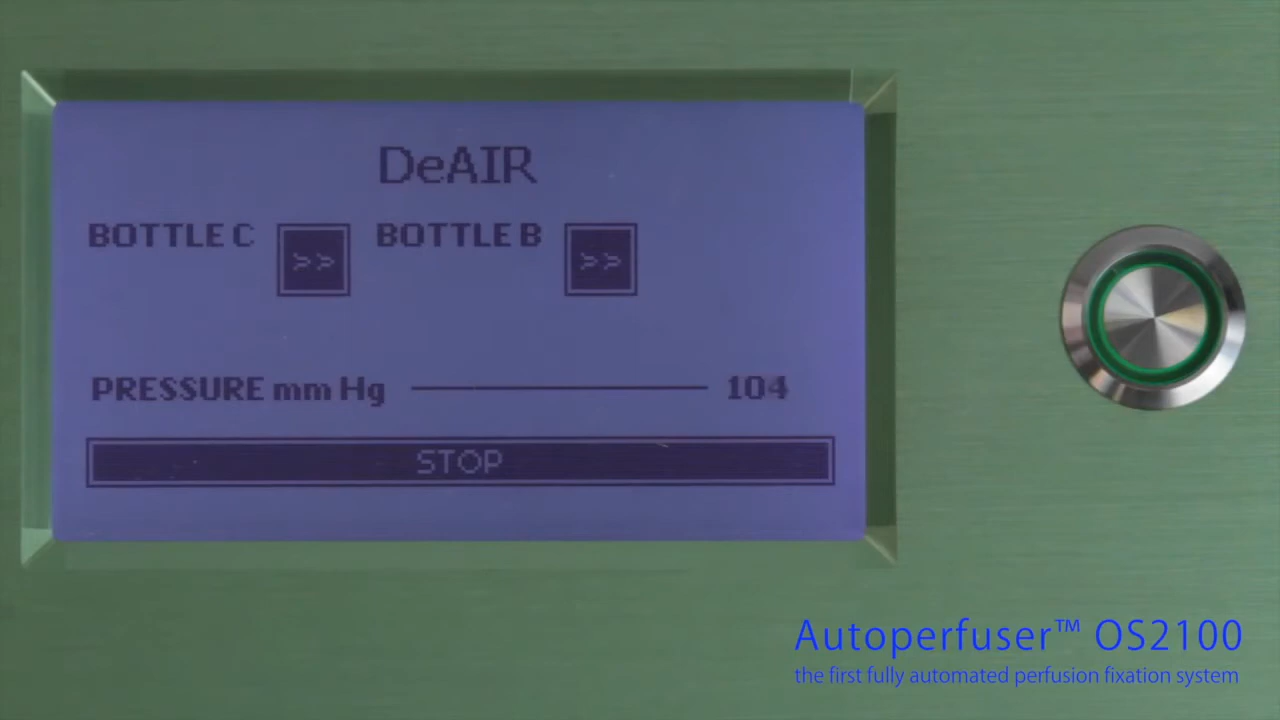 DeAIR
BOTTLE C >> BOTTLE B >>
PRESSURE mm Hg 104
STOP
Autoperfuser™ OS2100
the first fully automated perfusion fixation system